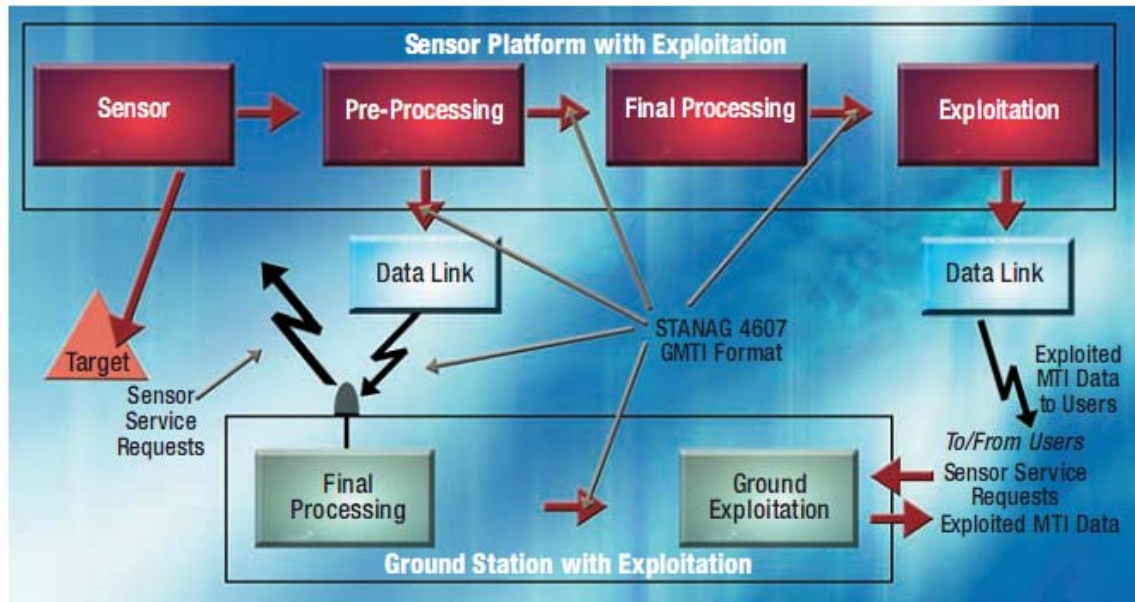 Sensor Platform with Exploitation
Sensor
Pre-Processing
Final Processing
Exploitation
Data Link
Data Link
Target
STANAG 4607
GMTI Format
Sensor
Service
Requests
Exploited
MTI Data
to Users
To/From Users
Sensor Service
Requests
Exploited MTI Data
Final
Processing
Ground
Exploitation
Ground Station with Exploitation